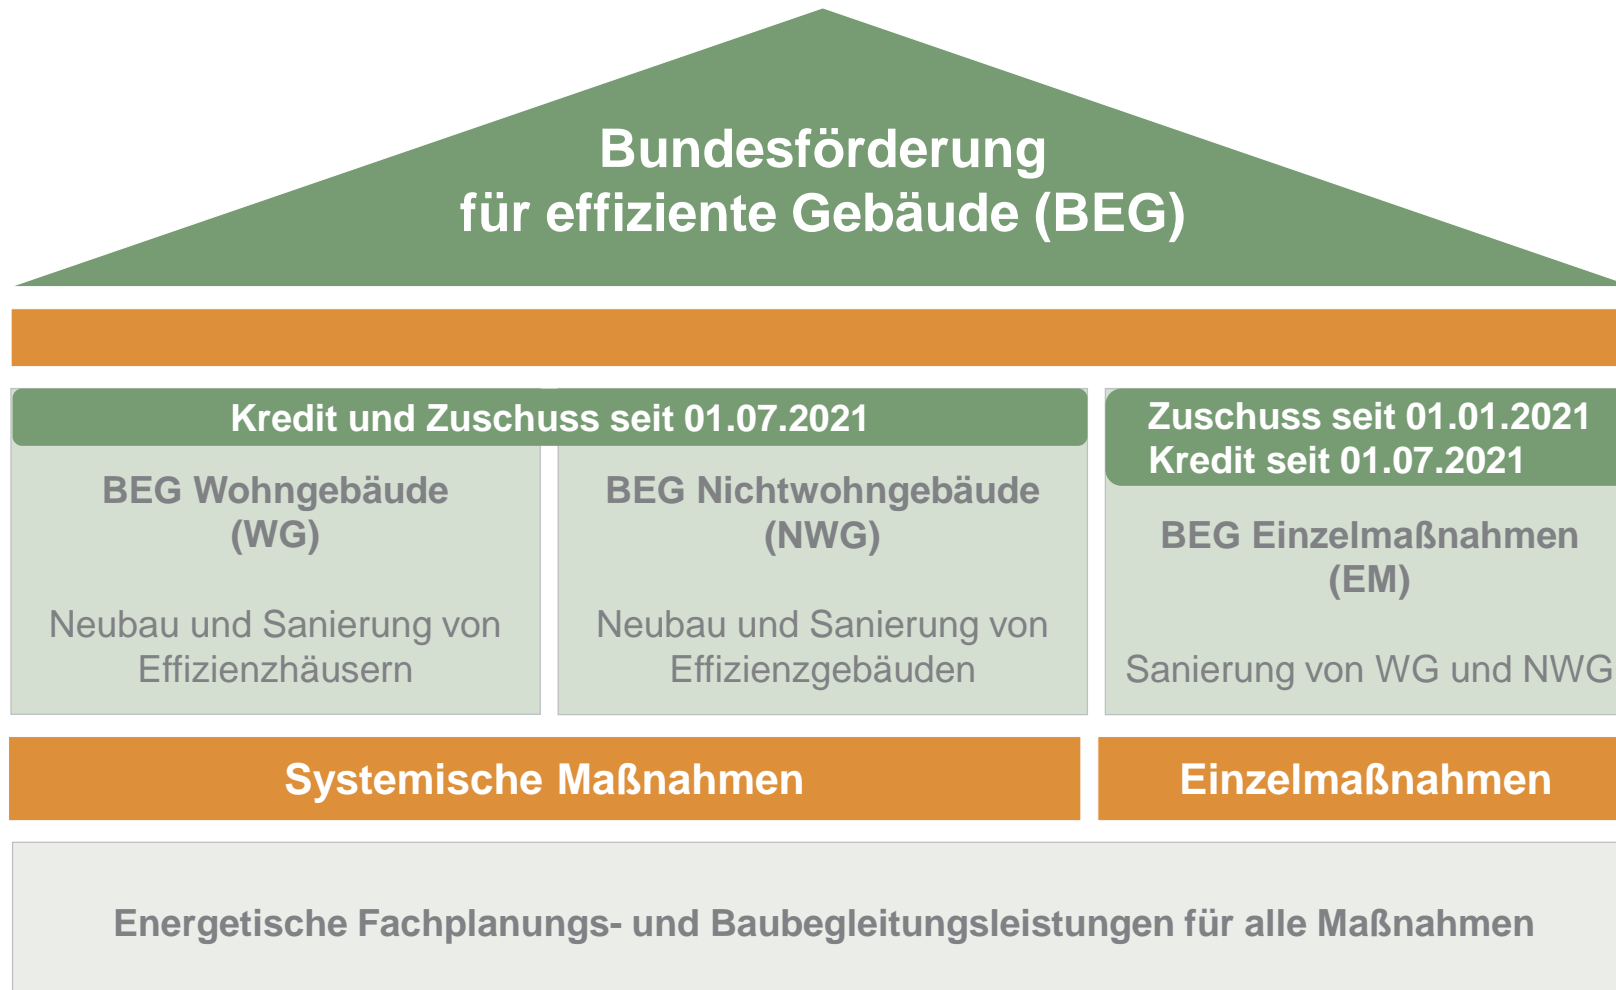 Bundesförderung
für effiziente Gebäude (BEG)
Kredit und Zuschuss seit 01.07.2021
BEG Wohngebäude
(WG)
Neubau und Sanierung von
Effizienzhäusern
BEG Nichtwohngebäude
(NWG)
Neubau und Sanierung von
Effizienzgebäuden
Zuschuss seit 01.01.2021
Kredit seit 01.07.2021
BEG Einzelmaßnahmen
(EM)
Sanierung von WG und NWG
Systemische Maßnahmen
Einzelmaßnahmen
Energetische Fachplanungs- und Baubegleitungsleistungen für alle Maßnahmen